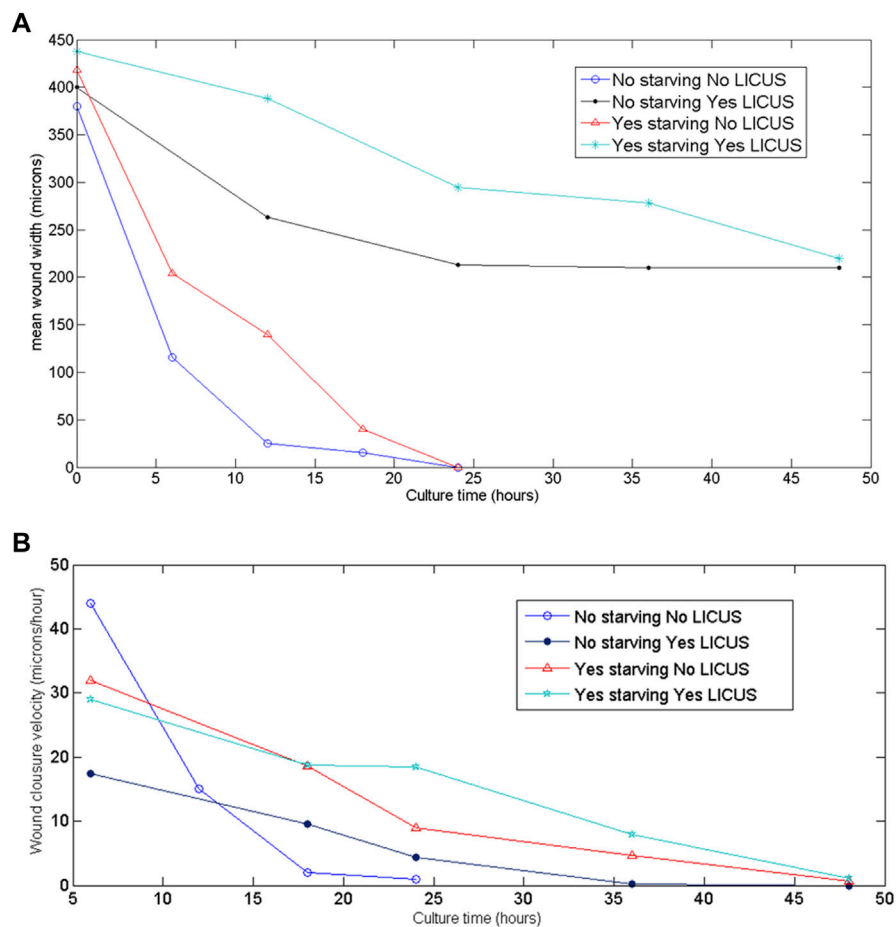 A
450
400
350
300
250
200
150
100
50
0
mean wound width (microns)
No starving No LICUS
No starving Yes LICUS
Yes starving No LICUS
Yes starving Yes LICUS
0 5 10 15 20 25 30 35 40 45 50
Culture time (hours)
B
50
40
30
20
10
0
Wound clousure velocity (microns/hour)
No starving No LICUS
No starving Yes LICUS
Yes starving No LICUS
Yes starving Yes LICUS
5 10 15 20 25 30 35 40 45 50
Culture time (hours)